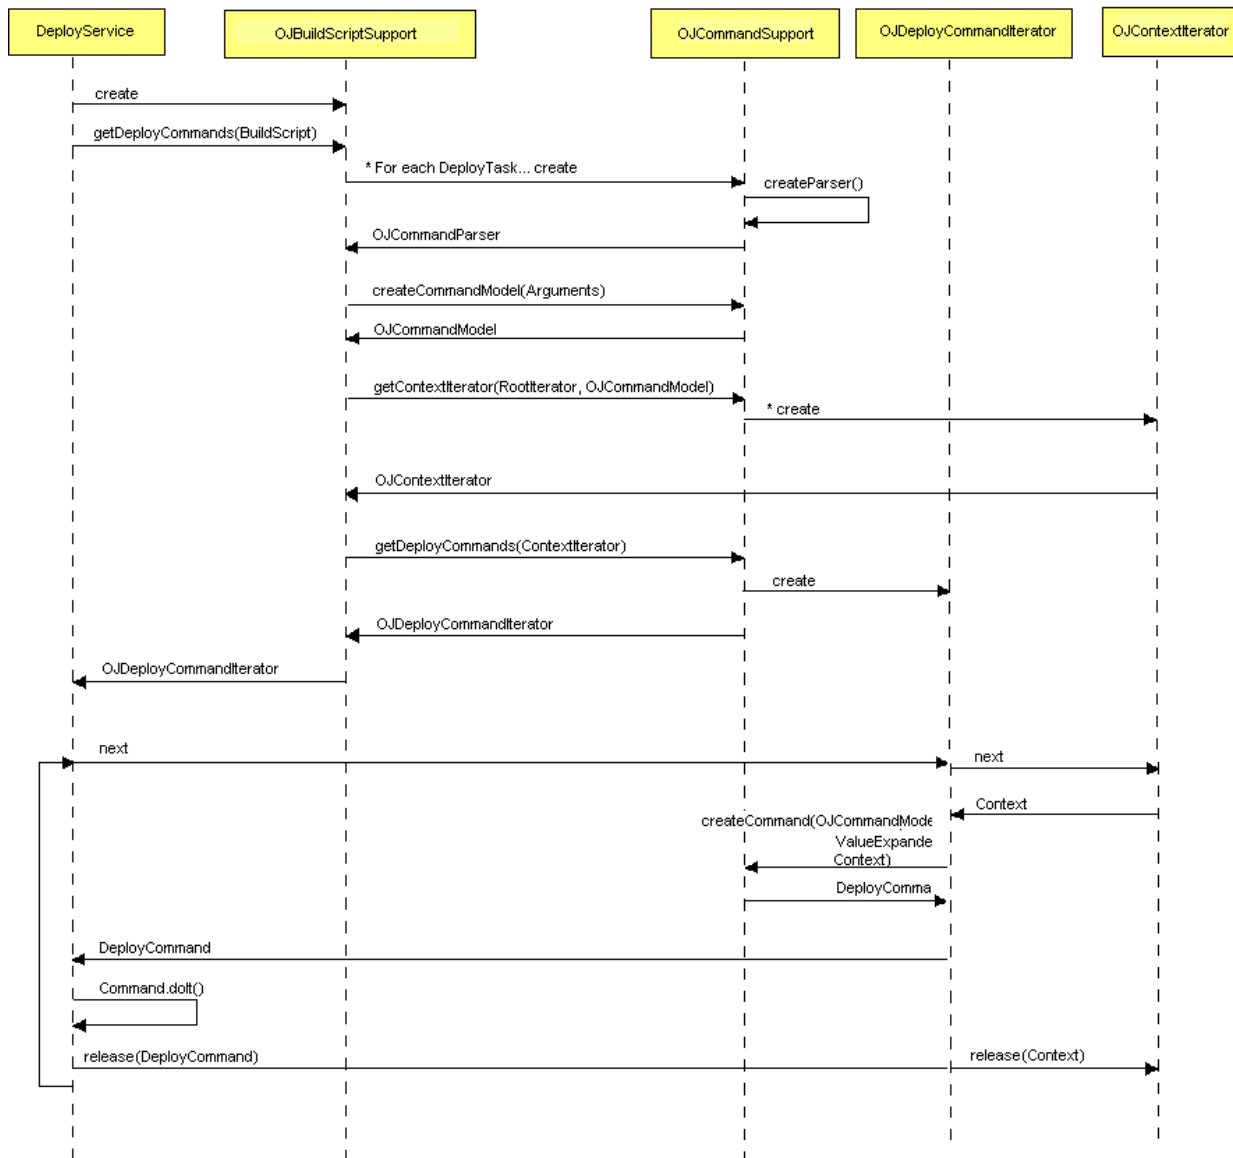 DeployService
OJBuildScriptSupport
OJCommandSupport
OJDeployCommandIterator
OJContextIterator
create
getDeployCommands(BuildScript)
* For each DeployTask... create
createParser()
OJCommandParser
createCommandModel(Arguments)
OJCommandModel
getContextIterator(RootIterator, OJCommandModel)
* create
OJContextIterator
getDeployCommands(ContextIterator)
create
OJDeployCommandIterator
OJDeployCommandIterator
next
next
Context
createCommand(OJCommandMode
ValueExpande
Context)
DeployComma
DeployCommand
Command.doIt()
release(DeployCommand)
release(Context)